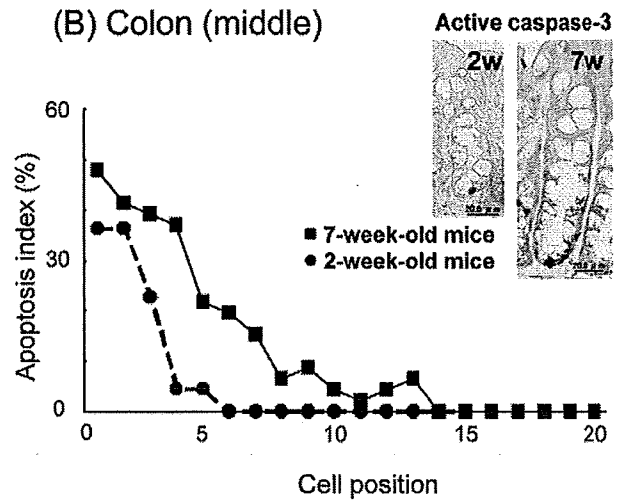 (B) Colon (middle)
Active caspase-3
2w
7w
60
30
0
Apoptosis index (%)
7-week-old mice
2-week-old mice
0
5
10
15
20
Cell position